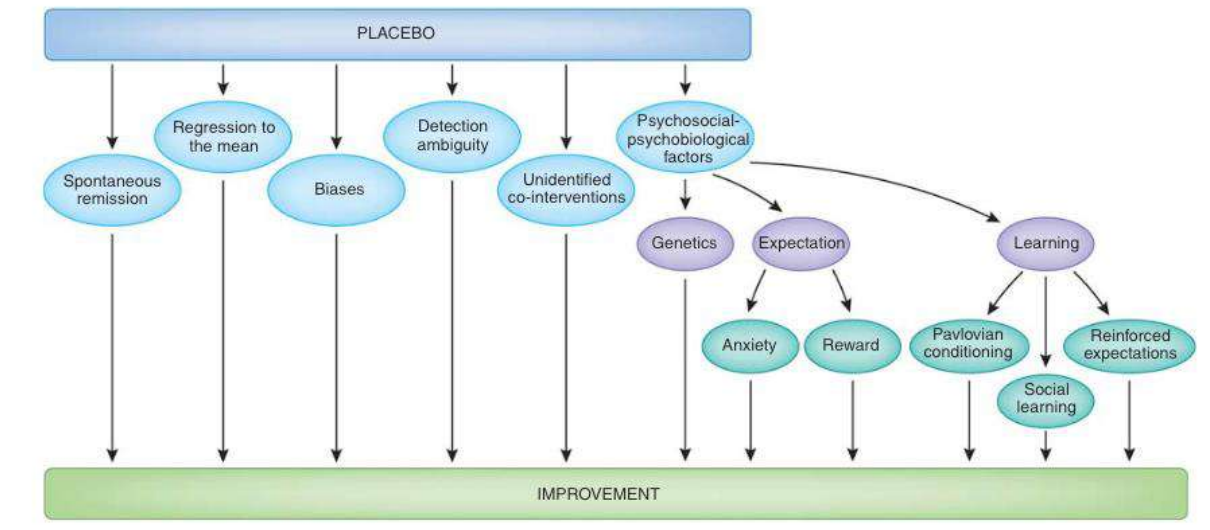 PLACEBO
Regression to
the mean
Detection
ambiguity
Psychosocial-
psychobiological
factors
Spontaneous
remission
Biases
Unidentified
co-interventions
Genetics
Expectation
Learning
Anxiety
Reward
Pavlovian
conditioning
Reinforced
expectations
Social
learning
IMPROVEMENT